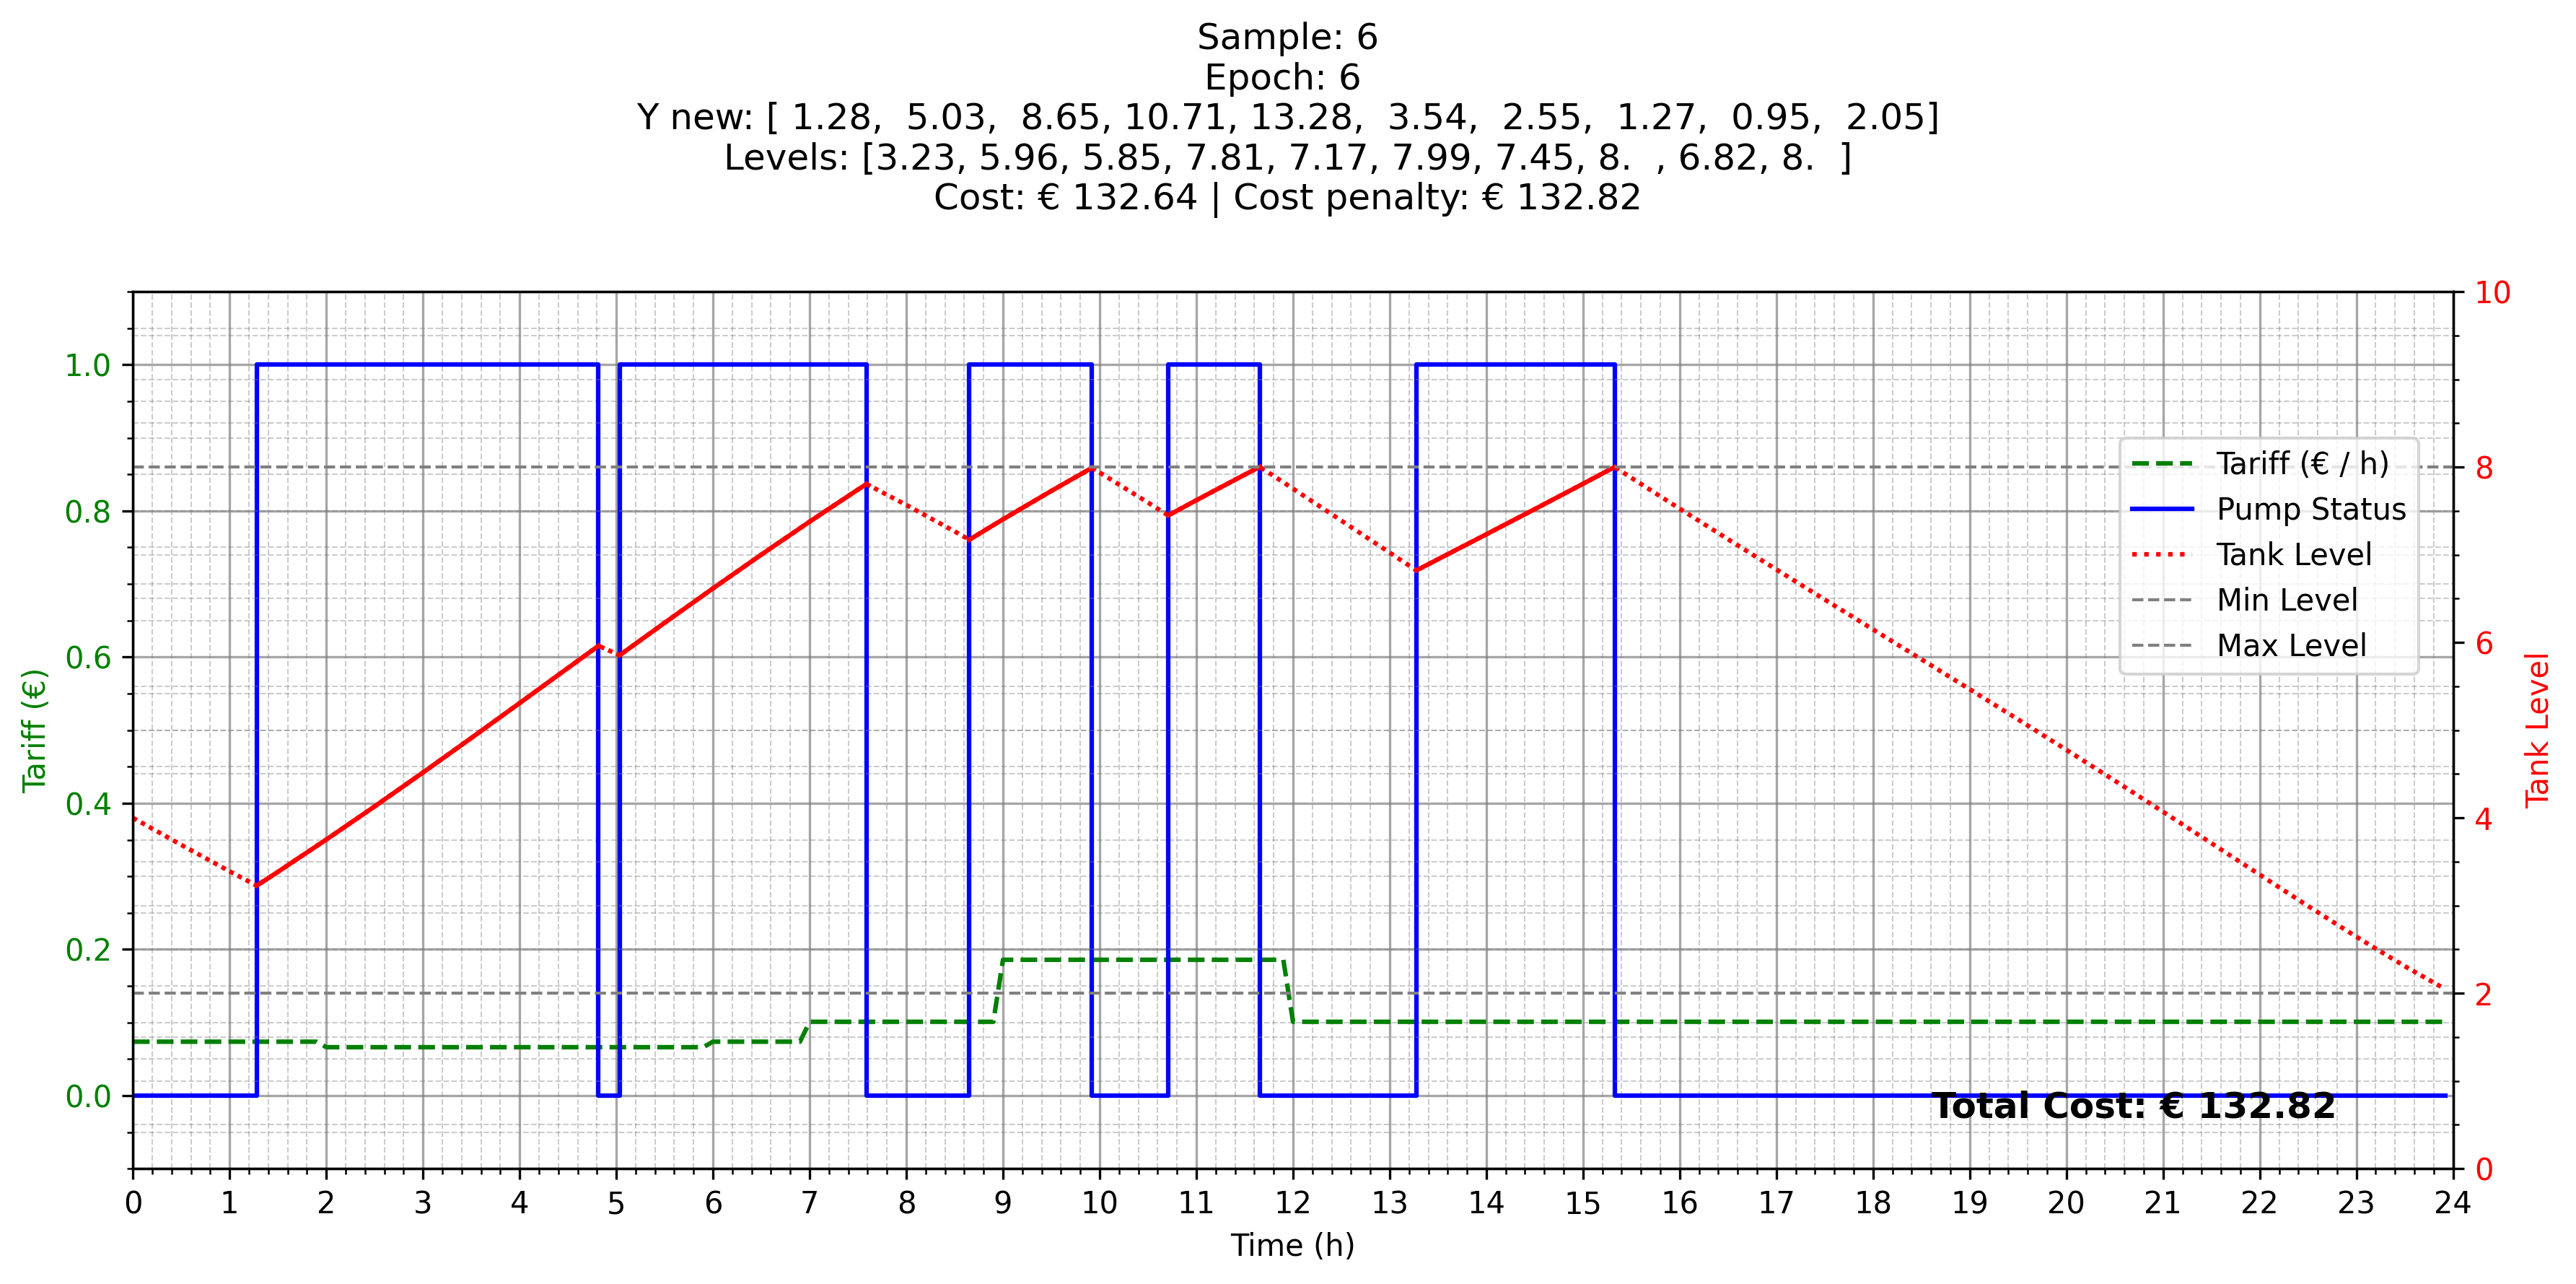 Sample: 6
Epoch: 6
Y new: [ 1.28,  5.03,  8.65, 10.71, 13.28,  3.54,  2.55,  1.27,  0.95,  2.05]
Levels: [3.23, 5.96, 5.85, 7.81, 7.17, 7.99, 7.45, 8.  , 6.82, 8.  ]
Cost: € 132.64 | Cost penalty: € 132.82
1.0
0.8
0.6
0.4
0.2
0.0
Tariff (€)
10
8
6
4
2
0
Tank Level
Tariff (€ / h)
Pump Status
Tank Level
Min Level
Max Level
Total Cost: € 132.82
0 1 2 3 4 5 6 7 8 9 10 11 12 13 14 15 16 17 18 19 20 21 22 23 24
Time (h)